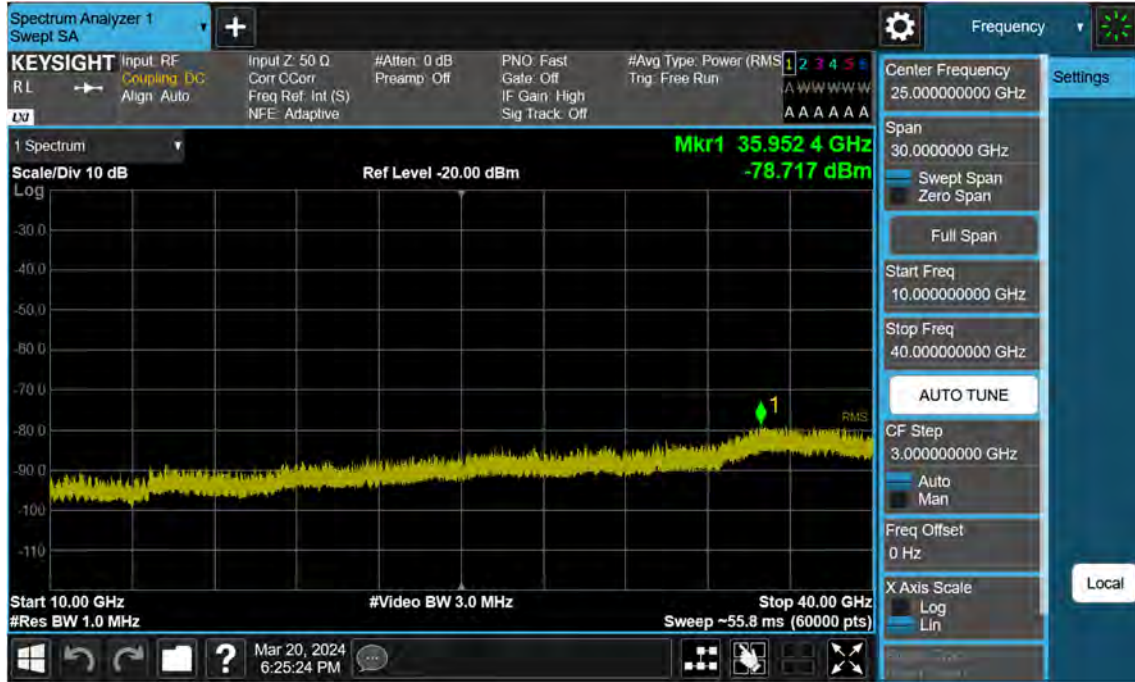 Spectrum Analyzer 1
Swept SA
Frequency
KEYSIGHT
R L
LXI
Input: RF
Coupling: DC
Align: Auto
Input Z: 50 Ω
Corr CCorr
Freq Ref: Int (S)
NFE: Adaptive
#Atten: 0 dB
Preamp: Off
PNO: Fast
Gate: Off
IF Gain: High
Sig Track: Off
#Avg Type: Power (RMS
Trig: Free Run
1 2 3 4 5 6
A W W W W W
A A A A A A
1 Spectrum
Scale/Div 10 dB
Ref Level -20.00 dBm
Mkr1 35.952 4 GHz
-78.717 dBm
Log
-30.0
-40.0
-50.0
-60.0
-70.0
-80.0
-90.0
-100
-110
1
RMS
Start 10.00 GHz
#Video BW 3.0 MHz
Stop 40.00 GHz
#Res BW 1.0 MHz
Sweep ~55.8 ms (60000 pts)
?
Mar 20, 2024
6:25:24 PM
Center Frequency
25.000000000 GHz
Span
30.0000000 GHz
Swept Span
Zero Span
Full Span
Start Freq
10.000000000 GHz
Stop Freq
40.000000000 GHz
AUTO TUNE
CF Step
3.000000000 GHz
Auto
Man
Freq Offset
0 Hz
X Axis Scale
Log
Lin
Settings
Local